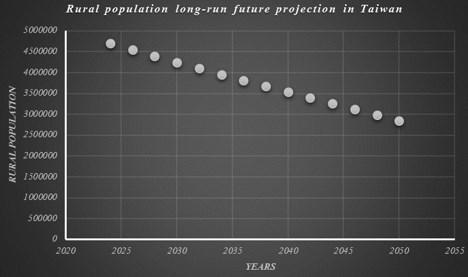 Rural population long-run future projection in Taiwan
5000000
4500000
4000000
3500000
3000000
2500000
2000000
1500000
1000000
500000
0
RURAL POPULATION
2020 2025 2030 2035 2040 2045 2050 2055
YEARS